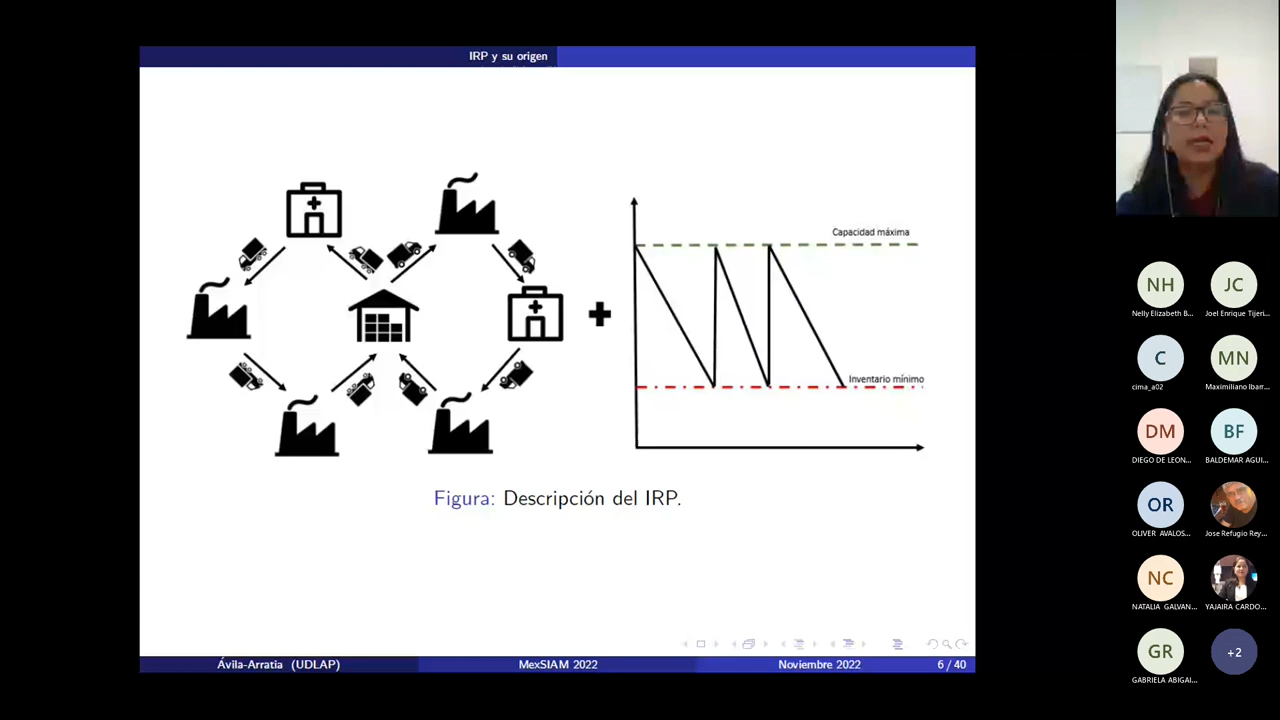 IRP y su origen
Capacidad máxima
Inventario mínimo
Figura: Descripción del IRP.
Ávila-Arratia (UDLAP)
MexSIAM 2022
Noviembre 2022
6 / 40
NH
Nelly Elizabeth B...
JC
Joel Enrique Tijeri...
C
cima_a02
MN
Maximiliano Ibarr...
DM
DIEGO DE LEON...
BF
BALDEMAR AGUI...
OR
OLIVER AVALOS...
Jose Refugio Rey...
NC
NATALIA GALVAN...
YAJAIRA CARDO...
GR
GABRIELA ABIGAI...
+2